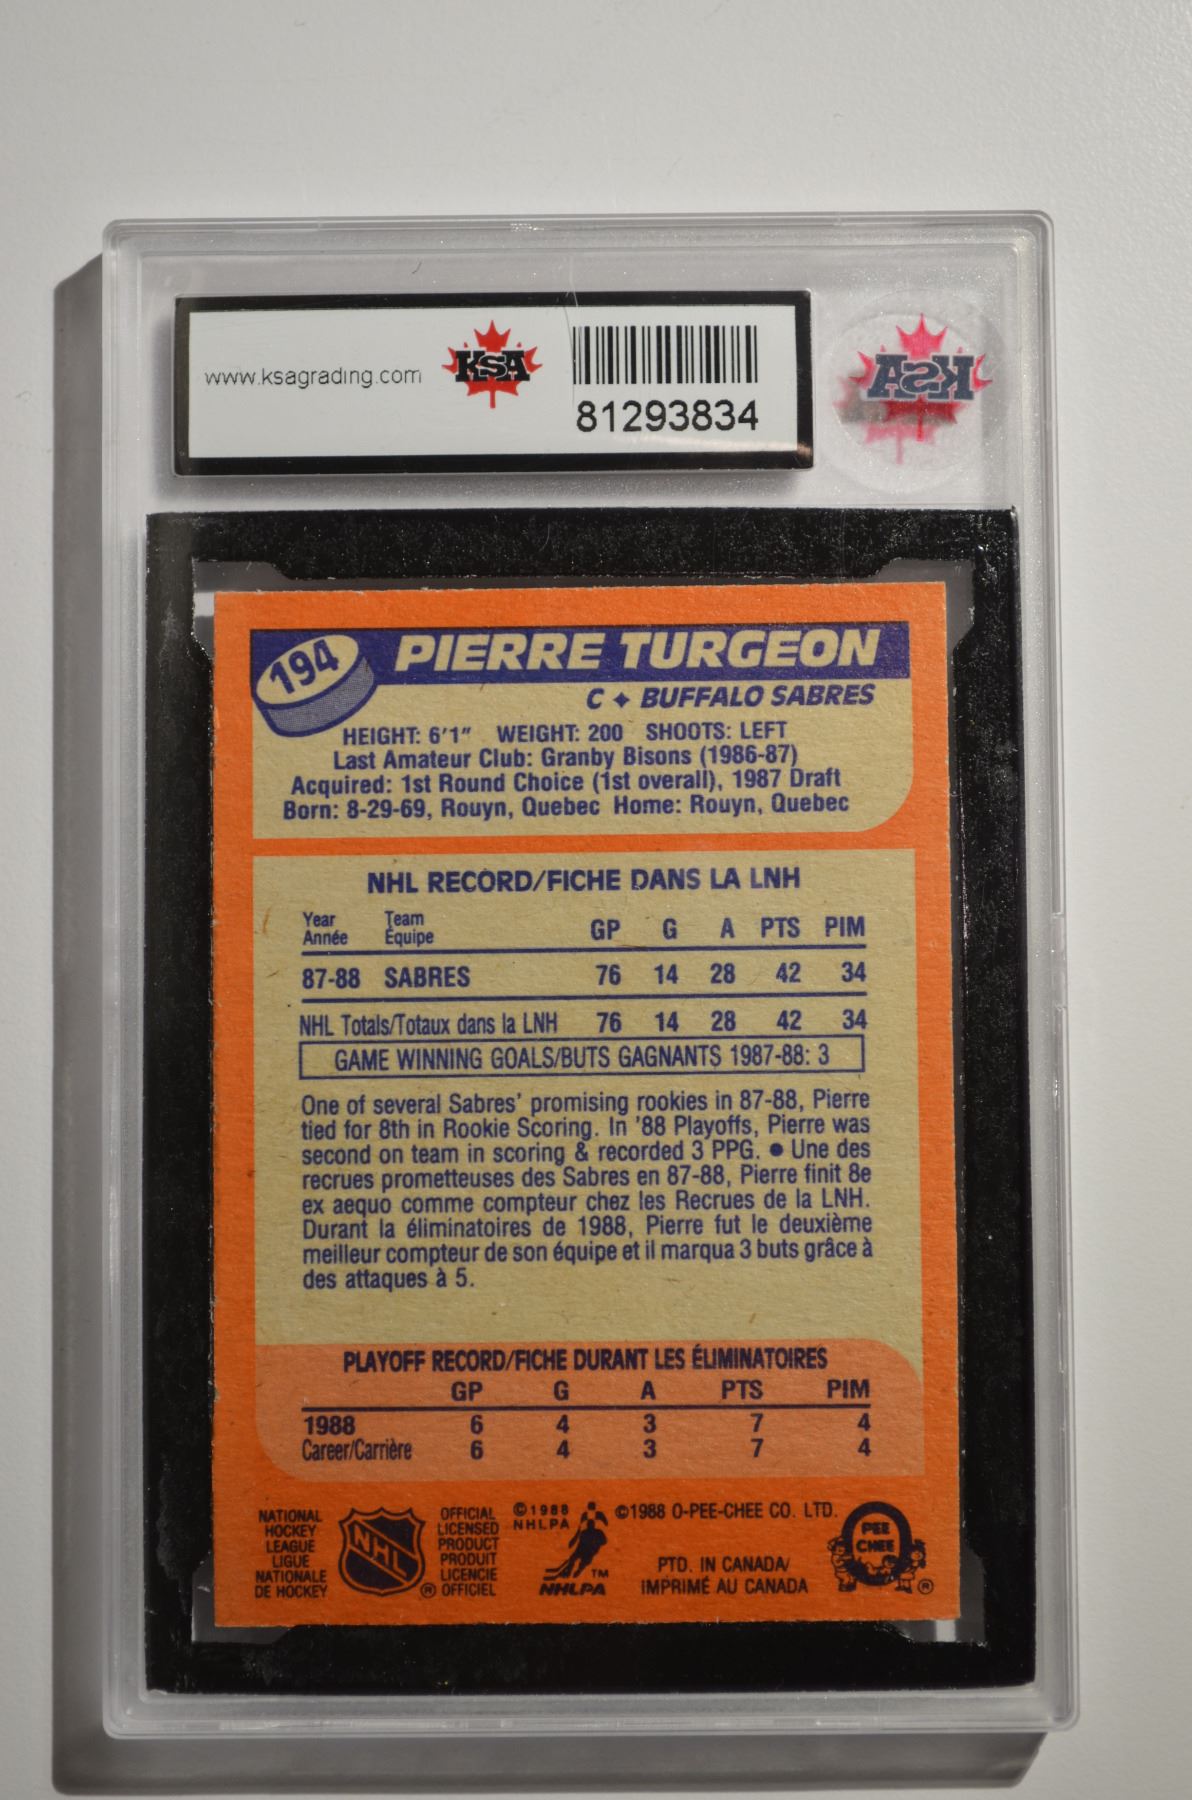 www.ksagrading.com
KSA
81293834
KSA
194
PIERRE TURGEON
C ✦ BUFFALO SABRES
HEIGHT: 6'1" WEIGHT: 200 SHOOTS: LEFT
Last Amateur Club: Granby Bisons (1986-87)
Acquired: 1st Round Choice (1st overall), 1987 Draft
Born: 8-29-69, Rouyn, Quebec Home: Rouyn, Quebec
NHL RECORD/FICHE DANS LA LNH
Year Team
Année Équipe GP G A PTS PIM
87-88 SABRES 76 14 28 42 34
NHL Totals/Totaux dans la LNH 76 14 28 42 34
GAME WINNING GOALS/BUTS GAGNANTS 1987-88: 3
One of several Sabres' promising rookies in 87-88, Pierre
tied for 8th in Rookie Scoring. In '88 Playoffs, Pierre was
second on team in scoring & recorded 3 PPG. ● Une des
recrues prometteuses des Sabres en 87-88, Pierre finit 8e
ex aequo comme compteur chez les Recrues de la LNH.
Durant la éliminatoires de 1988, Pierre fut le deuxième
meilleur compteur de son équipe et il marqua 3 buts grâce à
des attaques à 5.
PLAYOFF RECORD/FICHE DURANT LES ÉLIMINATOIRES
GP G A PTS PIM
1988 6 4 3 7 4
Career/Carrière 6 4 3 7 4
NATIONAL
HOCKEY
LEAGUE
LIGUE
NATIONALE
DE HOCKEY
NHL
®
OFFICIAL
LICENSED
PRODUCT
PRODUIT
LICENCIE
OFFICIEL
©1988
NHLPA
TM
NHLPA
©1988 O-PEE-CHEE CO. LTD.
PTD. IN CANADA/
IMPRIMÉ AU CANADA
O
PEE
CHEE
®